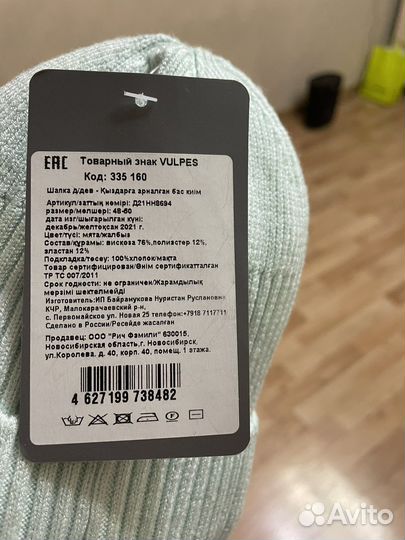 EAC
Товарный знак VULPES
Код: 335 160
Шапка д/дев - Қыздарға арналған бас киім
Артикул/заттың нөмірі: Д21НН8694
размер/мөлшері: 48-50
дата изг/шығарылған күні:
декабрь/желтоқсан 2021 г.
Цвет/түсі: мята/жалбыз
Состав/құрамы: вискоза 76%,полиэстер 12%,
эластан 12%
Подкладка/төсеу: 100%хлопок/мақта
Товар сертифицирован/Өнім сертификатталған
ТР ТС 007/2011
Срок годности: не ограничен/Жарамдылық
мерзімі шектелмейді
Изготовитель:ИП Байранукова Нуристан Руслановна
КЧР, Малокарачаевский р-н,
с. Первомайское ул. Новая 25 телефон:+7918 7117711
Сделано в России/Ресейде жасалған
Продавец: ООО "Рич Фэмили" 630015,
Новосибирская область,г. Новосибирск,
ул.Королева, д. 40, корп. 40, помещ. 1 этажа.
4 627199 738482
Avito